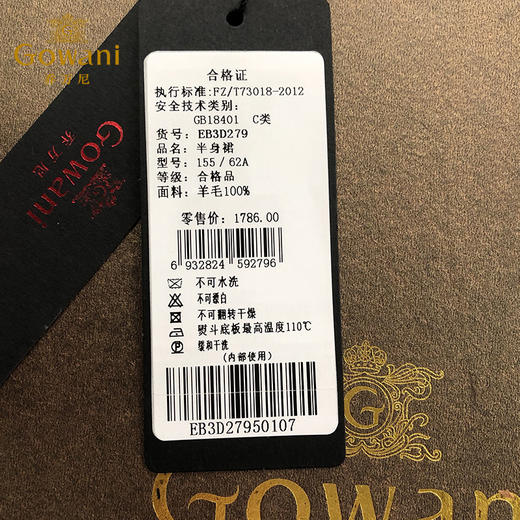 Gowani
乔万尼
乔万尼
Gowani
合格证
执行标准:FZ/T73018-2012
安全技术类别:
GB18401 C类
货号: EB3D279
品名: 半身裙
型号: 155/62A
等级: 合格品
面料: 羊毛100%
零售价: 1786.00
6 932824 592796
不可水洗
不可漂白
不可翻转干燥
熨斗底板最高温度110℃
缓和干洗
(内部使用)
EB3D27950107
G
Gowani